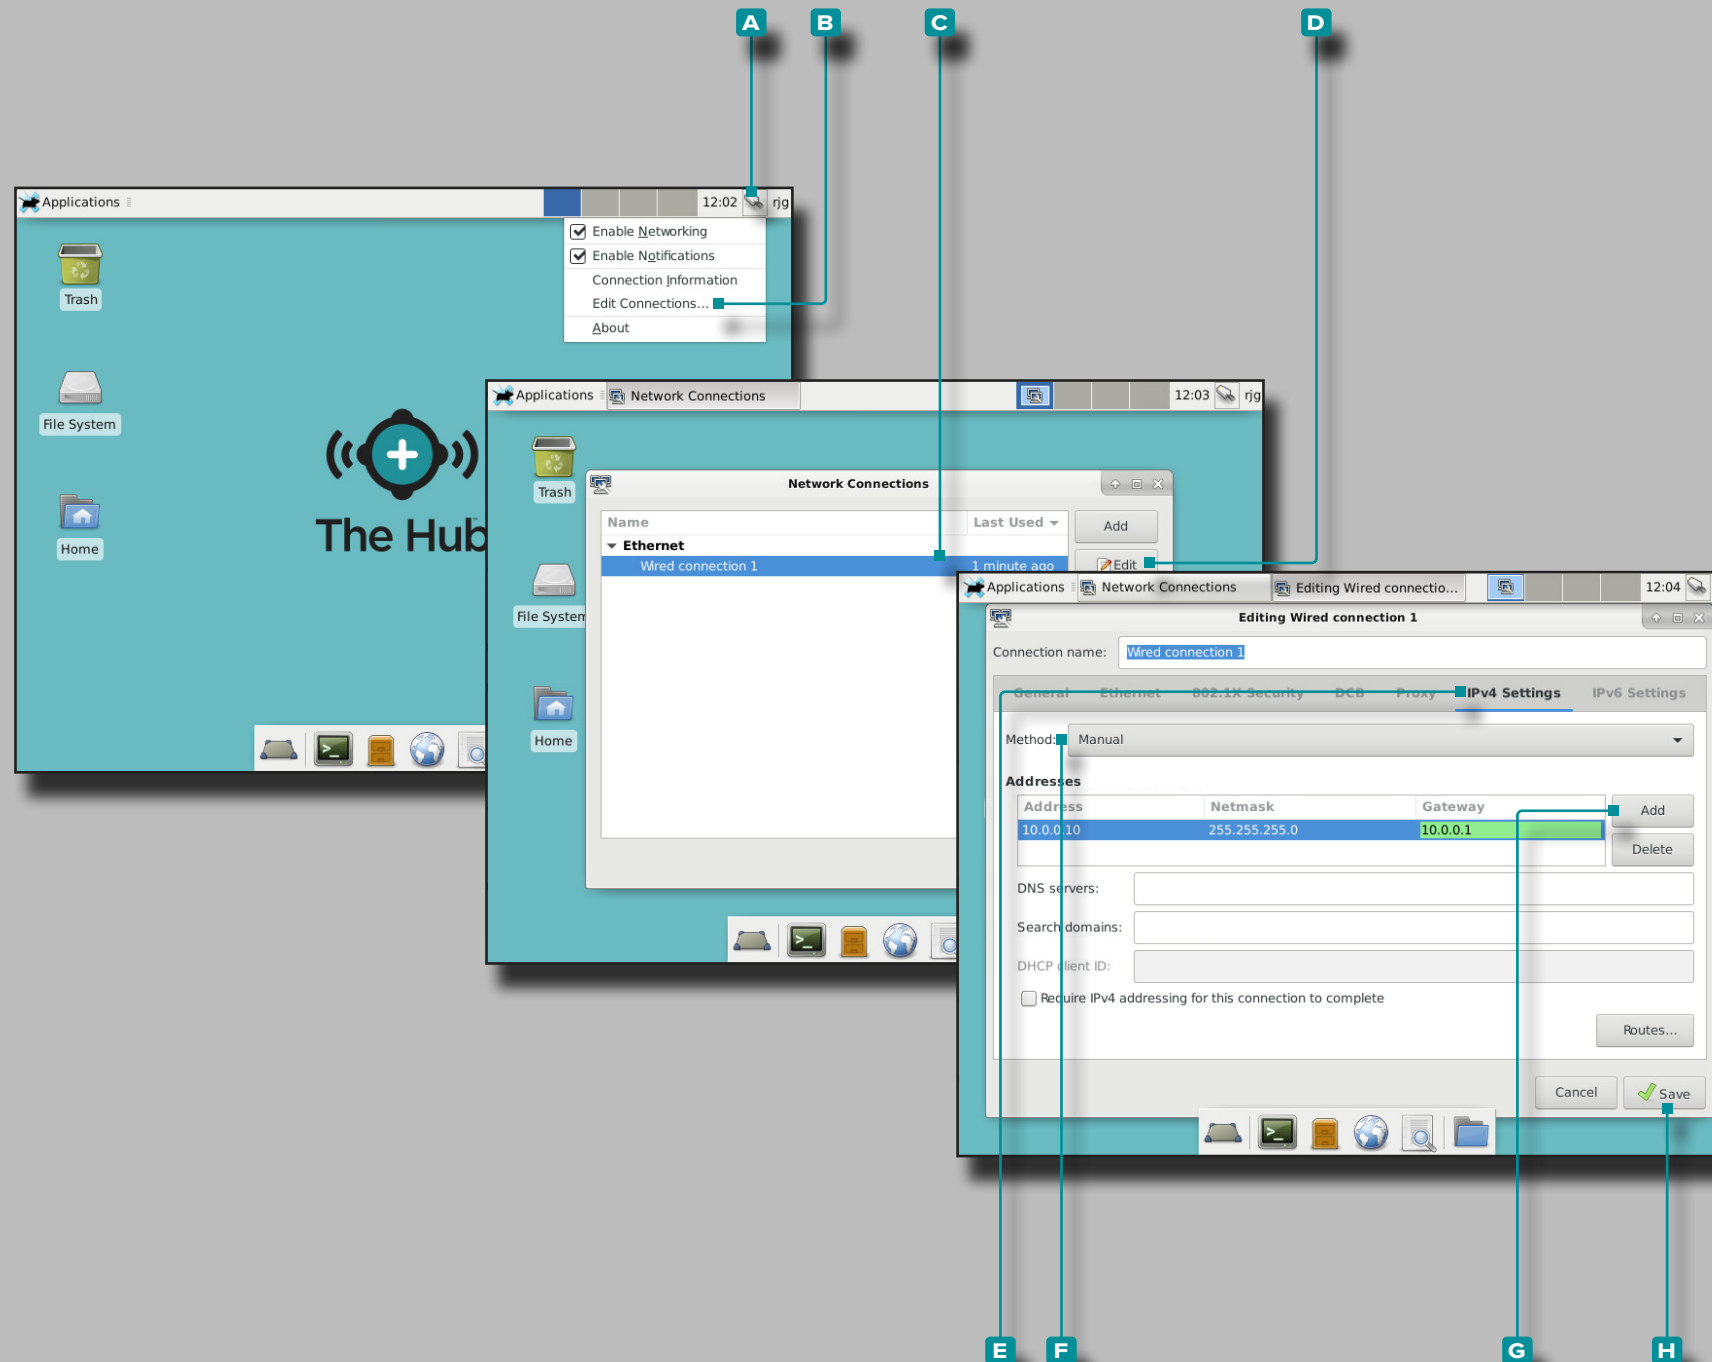 A B C D
Applications 12:02 rjg
Enable Networking
Enable Notifications
Connection Information
Edit Connections...
About
Trash
File System
Home
The Hub
Applications Network Connections 12:03 rjg
Trash
File System
Home
Network Connections
Name Last Used Add
Ethernet
Wired connection 1 1 minute ago Edit
Applications Network Connections Editing Wired connectio... 12:04
Editing Wired connection 1
Connection name: Wired connection 1
General Ethernet 802.1X Security DCB Proxy IPv4 Settings IPv6 Settings
Method: Manual
Addresses
Address Netmask Gateway Add
10.0.0.10 255.255.255.0 10.0.0.1
Delete
DNS servers:
Search domains:
DHCP client ID:
Require IPv4 addressing for this connection to complete
Routes...
Cancel Save
E F G H